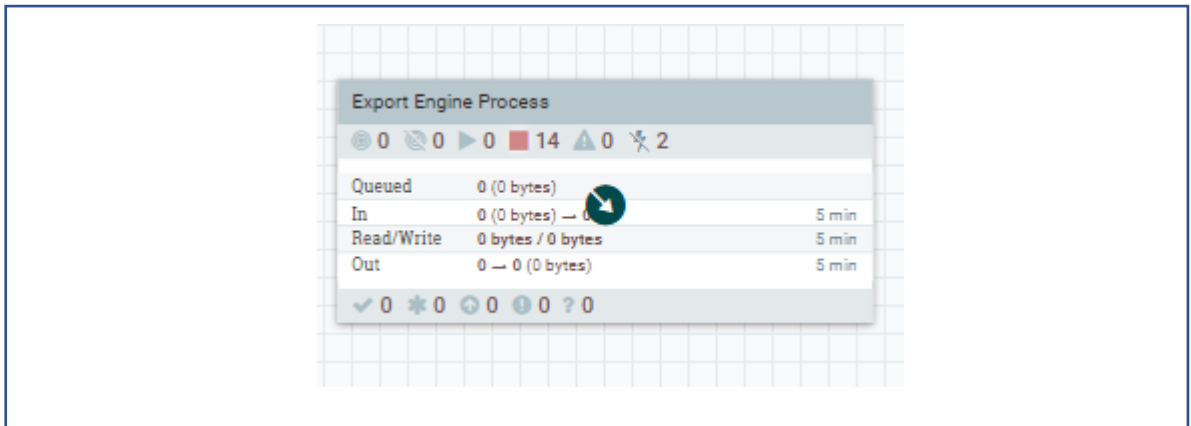 Export Engine Process
0 0 0 14 0 2
Queued 0 (0 bytes)
In 0 (0 bytes) → 5 min
Read/Write 0 bytes / 0 bytes 5 min
Out 0 → 0 (0 bytes) 5 min
0 0 0 0 ? 0